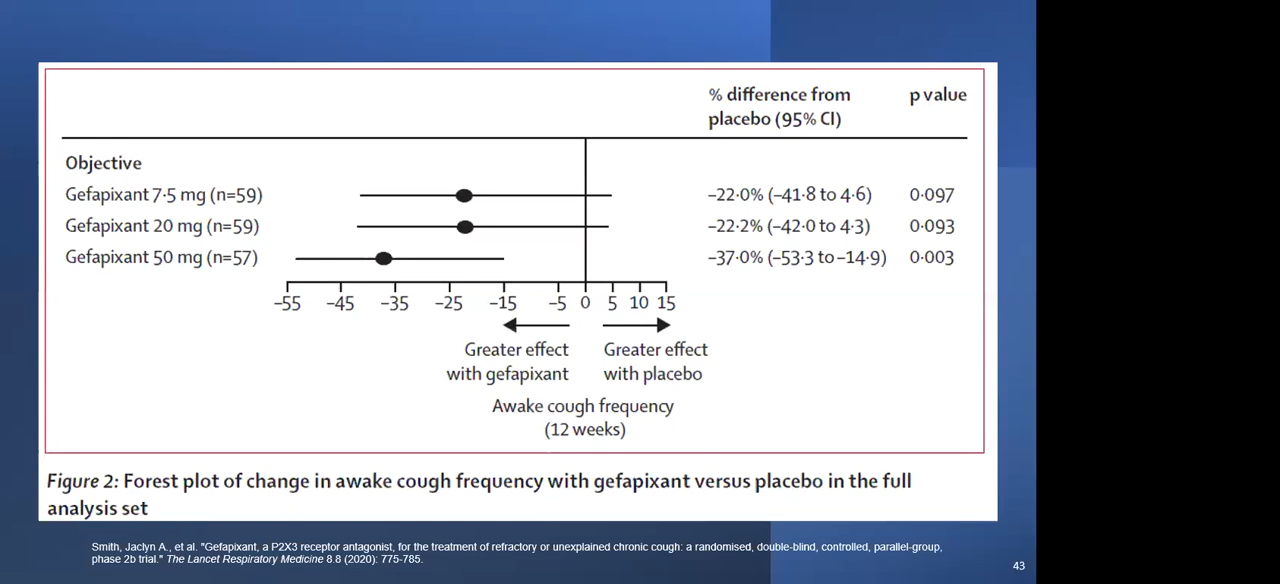 % difference from
placebo (95% CI)
p value
Objective
Gefapixant 7·5 mg (n=59) –22·0% (–41·8 to 4·6) 0·097
Gefapixant 20 mg (n=59) –22·2% (–42·0 to 4·3) 0·093
Gefapixant 50 mg (n=57) –37·0% (–53·3 to –14·9) 0·003
–55 –45 –35 –25 –15 –5 0 5 10 15
Greater effect
with gefapixant
Greater effect
with placebo
Awake cough frequency
(12 weeks)
Figure 2: Forest plot of change in awake cough frequency with gefapixant versus placebo in the full
analysis set
Smith, Jaclyn A., et al. "Gefapixant, a P2X3 receptor antagonist, for the treatment of refractory or unexplained chronic cough: a randomised, double-blind, controlled, parallel-group,
phase 2b trial." The Lancet Respiratory Medicine 8.8 (2020): 775-785.
43